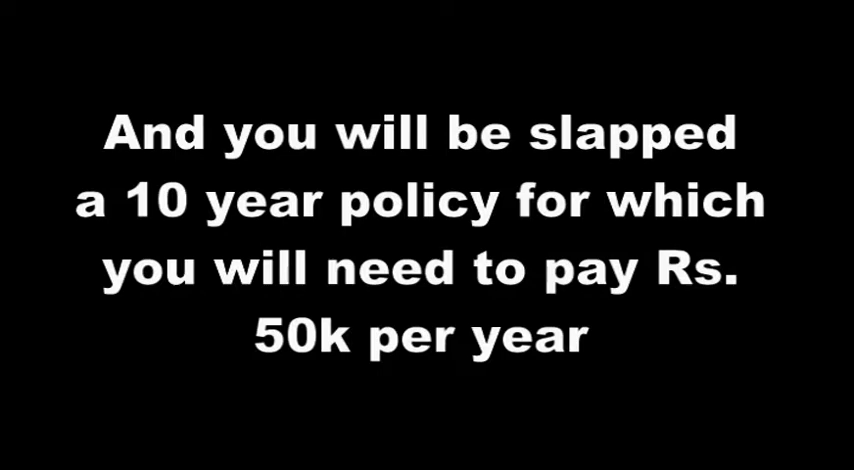 And you will be slapped
a 10 year policy for which
you will need to pay Rs.
50k per year